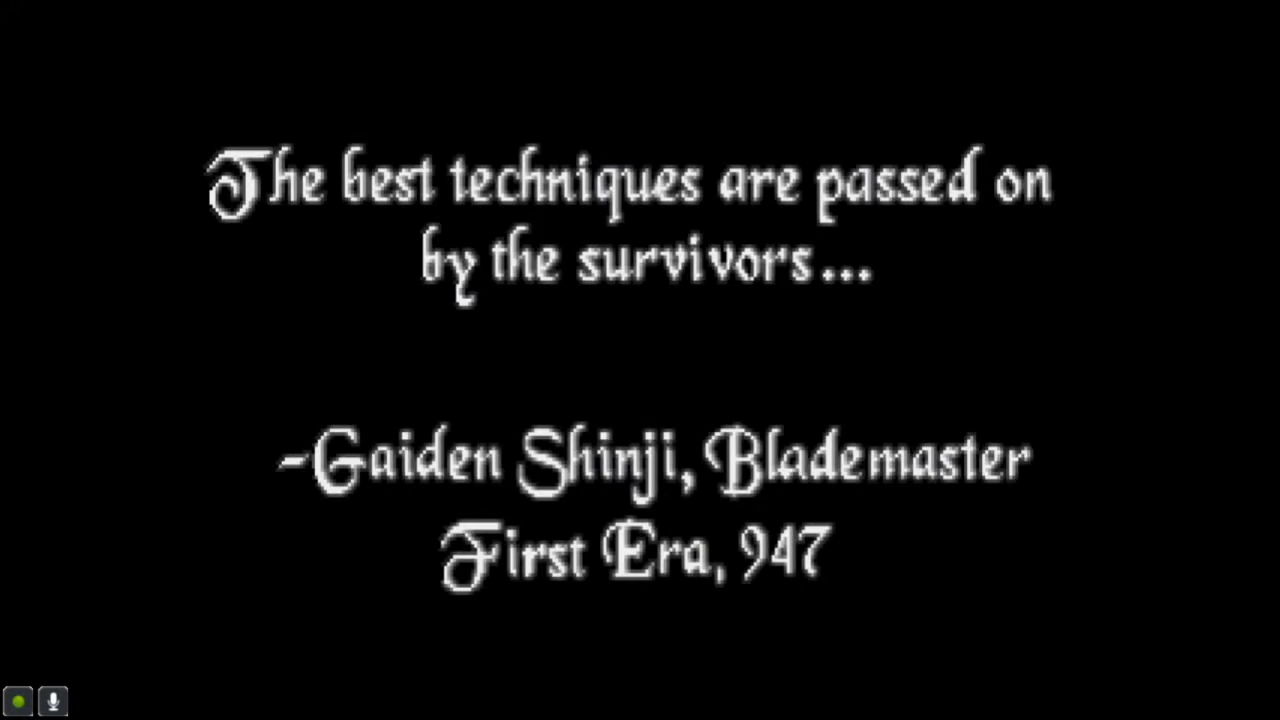 The best techniques are passed on
by the survivors...
-Gaiden Shinji, Blademaster
First Era, 947